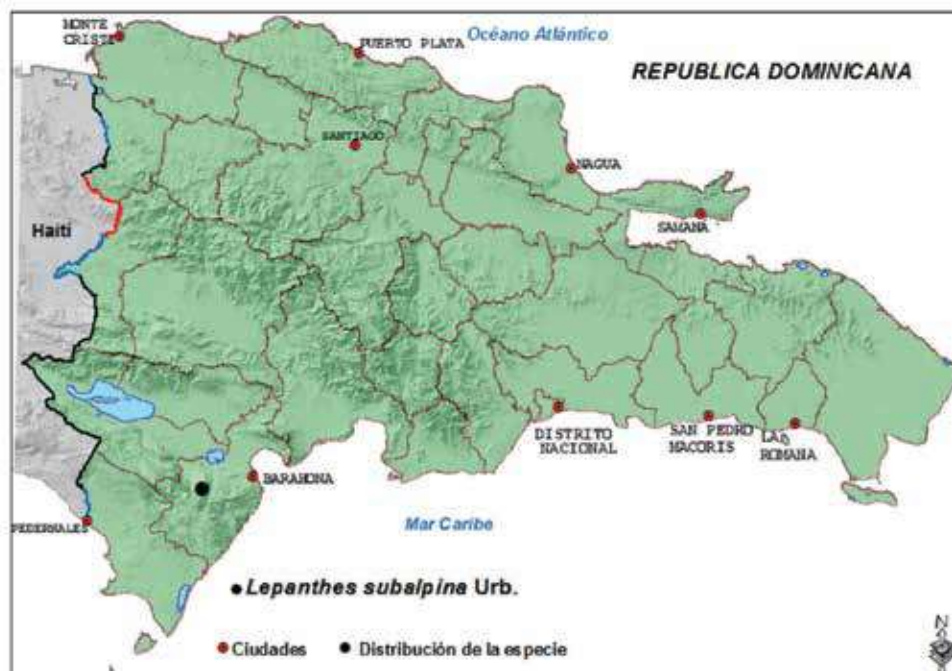 MONTE
CRISTI
PUERTO PLATA
Océano Atlántico
REPUBLICA DOMINICANA
SANTIAGO
NAGUA
SAMANA
Haití
DISTRITO
NACIONAL
SAN PEDRO
MACORIS
LA
ROMANA
BARAHONA
PEDERNALES
Mar Caribe
Lepanthes subalpina Urb.
Ciudades
Distribución de la especie
N